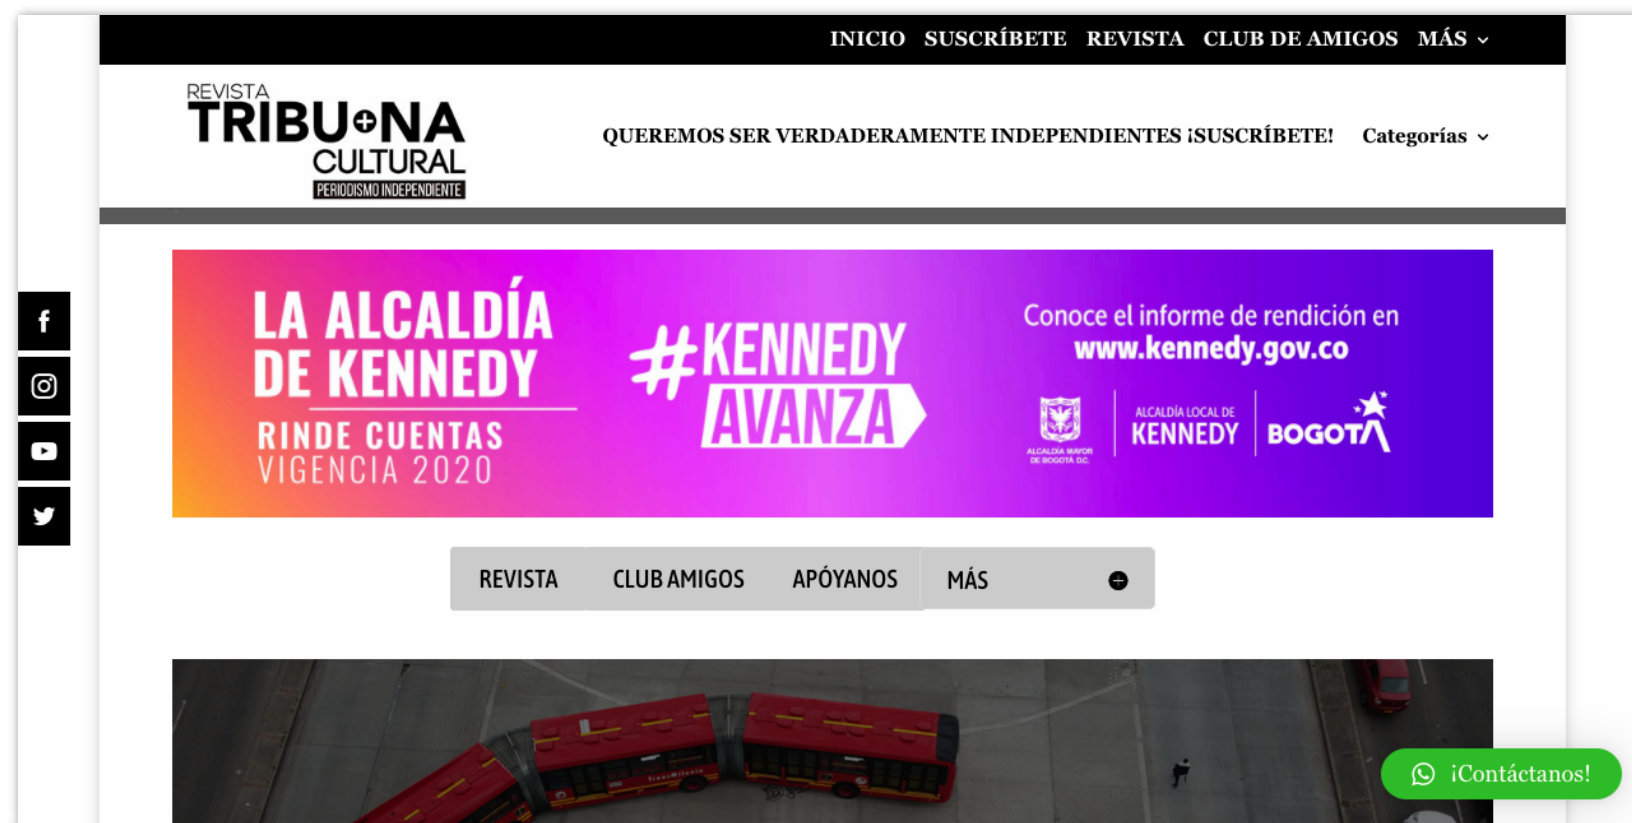 INICIO SUSCRÍBETE REVISTA CLUB DE AMIGOS MÁS
REVISTA
TRIBUNA
CULTURAL
PERIODISMO INDEPENDIENTE
QUEREMOS SER VERDADERAMENTE INDEPENDIENTES ¡SUSCRÍBETE! Categorías
LA ALCALDÍA
DE KENNEDY
RINDE CUENTAS
VIGENCIA 2020
#KENNEDY
AVANZA
Conoce el informe de rendición en
www.kennedy.gov.co
ALCALDÍA MAYOR
DE BOGOTÁ D.C.
ALCALDÍA LOCAL DE
KENNEDY
BOGOTÁ
REVISTA CLUB AMIGOS APÓYANOS MÁS
TransMilenio
¡Contáctanos!